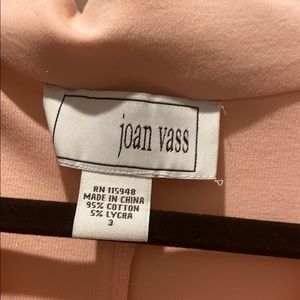 joan vass
RN 115948
MADE IN CHINA
95% COTTON
5% LYCRA
3